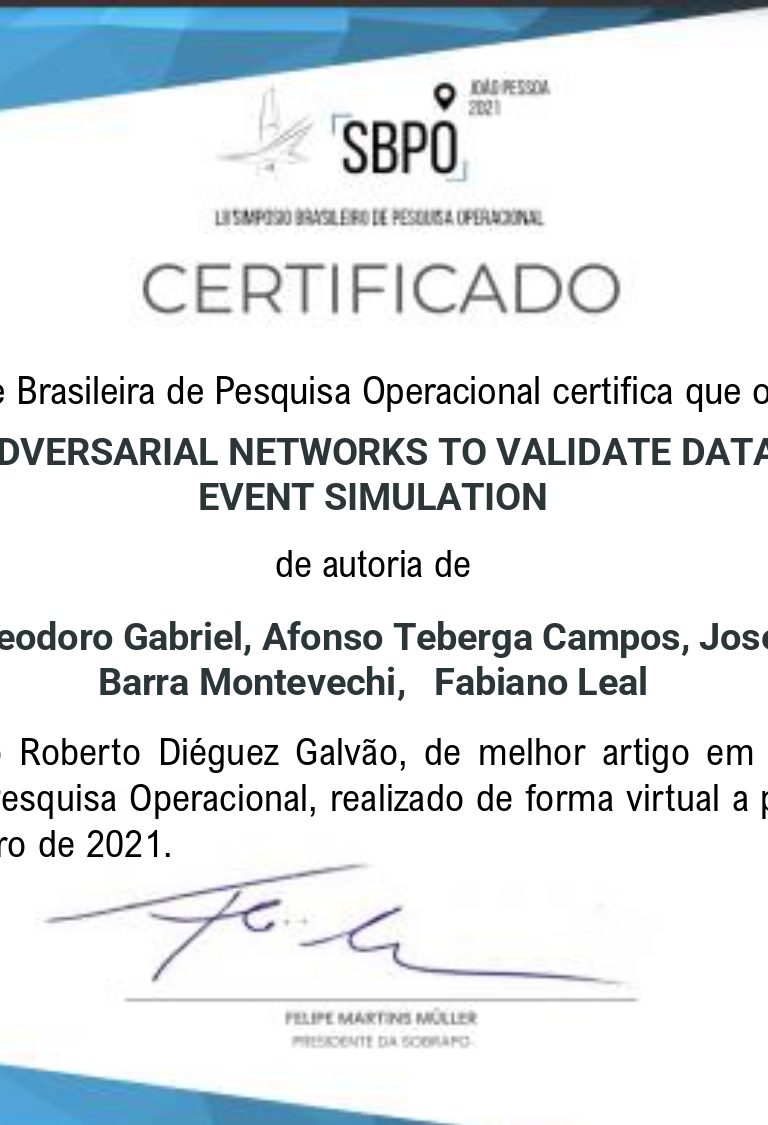 JOÃO PESSOA
2021
SBPO
LIII SIMPÓSIO BRASILEIRO DE PESQUISA OPERACIONAL
CERTIFICADO
e Brasileira de Pesquisa Operacional certifica que o
DVERSARIAL NETWORKS TO VALIDATE DATA
EVENT SIMULATION
de autoria de
eodoro Gabriel, Afonso Teberga Campos, José
Barra Montevechi, Fabiano Leal
o Roberto Diéguez Galvão, de melhor artigo em
Pesquisa Operacional, realizado de forma virtual a p
ro de 2021.
FELIPE MARTINS MÜLLER
PRESIDENTE DA SOBRAPO